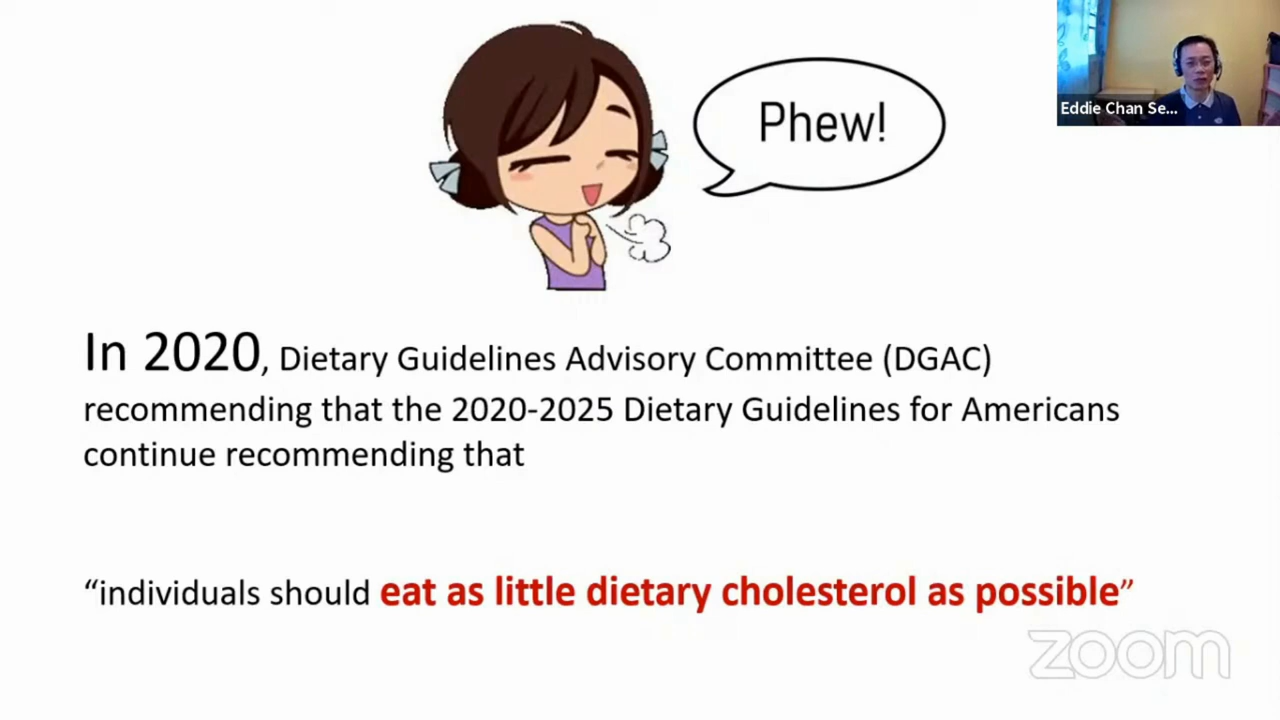 Phew!
Eddie Chan Se...
In 2020, Dietary Guidelines Advisory Committee (DGAC)
recommending that the 2020-2025 Dietary Guidelines for Americans
continue recommending that
“individuals should eat as little dietary cholesterol as possible”
zoom